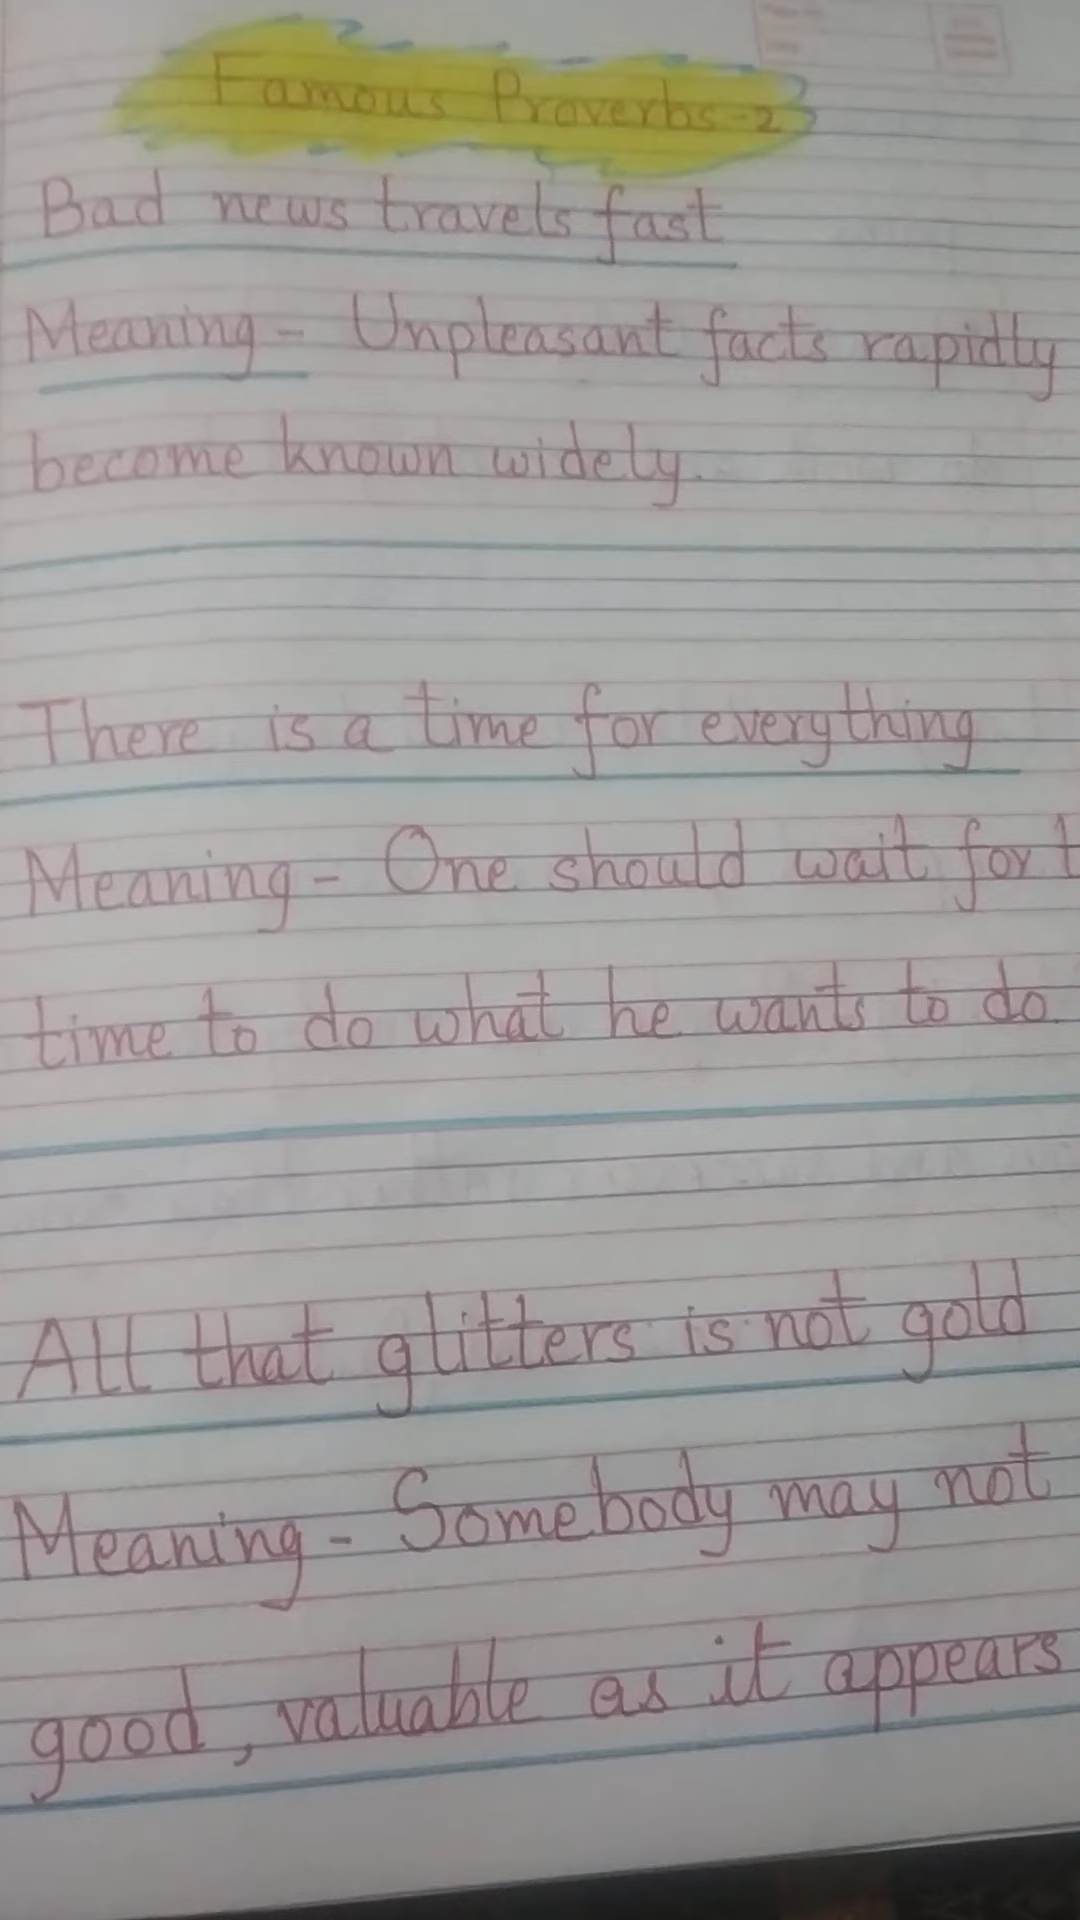 Famous Proverbs-2
Bad news travels fast
Meaning - Unpleasant facts rapidly
become known widely.
There is a time for everything
Meaning - One should wait for t
time to do what he wants to do
All that glitters is not gold
Meaning - Somebody may not
good, valuable as it appears